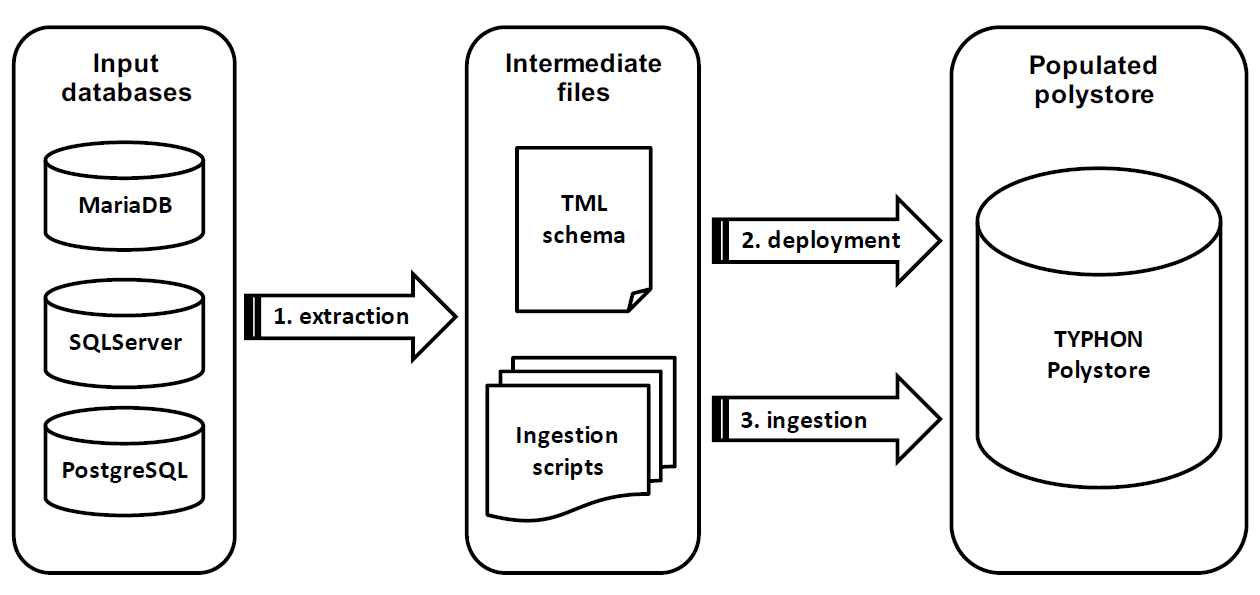 Input
databases
MariaDB
SQLServer
PostgreSQL
1. extraction
Intermediate
files
TML
schema
Ingestion
scripts
2. deployment
3. ingestion
Populated
polystore
TYPHON
Polystore